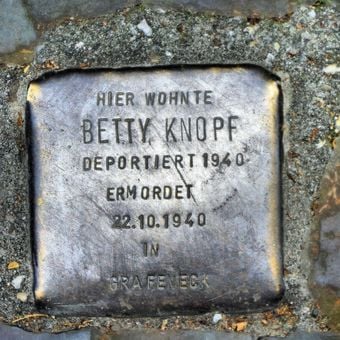 HIER WOHNTE
BETTY KNOPF
DEPORTIERT 1940
ERMORDET
22.10.1940
IN
GRAFENECK